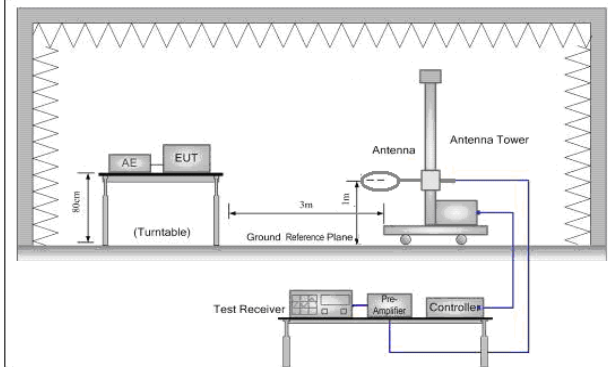 Antenna Tower
Antenna
AE
EUT
80cm
(Turntable)
3m
1m
Ground Reference Plane
Test Receiver
Pre-
Amplifier
Controller